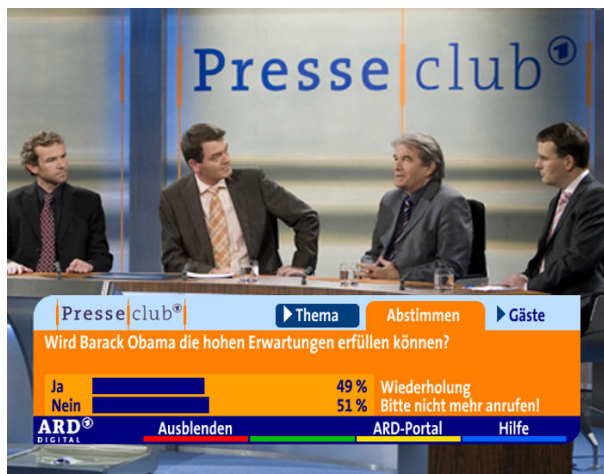 Presse club
Presse club
Thema
Abstimmen
Gäste
Wird Barack Obama die hohen Erwartungen erfüllen können?
Ja 49 % Wiederholung
Nein 51 % Bitte nicht mehr anrufen!
ARD
DIGITAL
Ausblenden ARD-Portal Hilfe